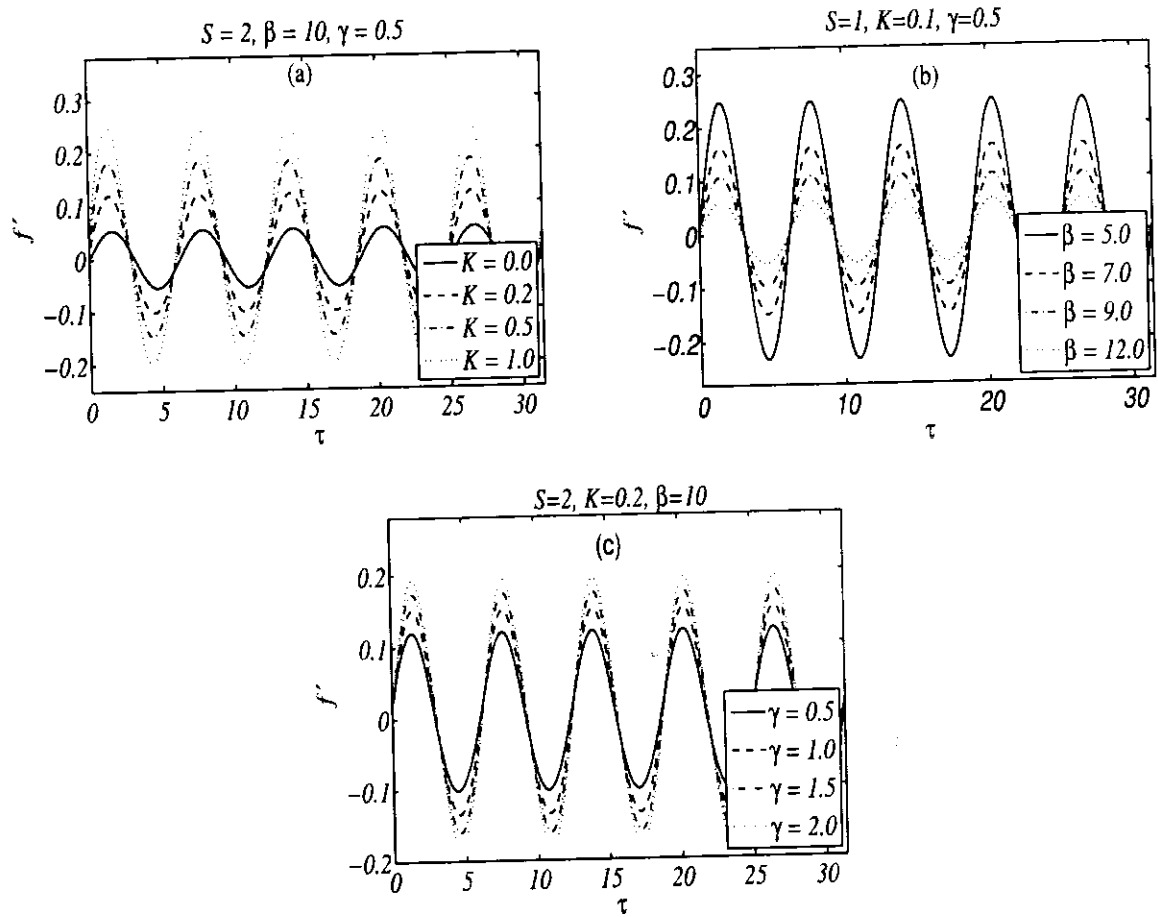 S = 2, β = 10, γ = 0.5
(a)
f′
0.3
0.2
0.1
0
−0.1
−0.2
0 5 10 15 20 25 30
τ
K = 0.0
K = 0.2
K = 0.5
K = 1.0
S=1, K=0.1, γ=0.5
(b)
f′
0.3
0.2
0.1
0
−0.1
−0.2
0 10 20 30
τ
β = 5.0
β = 7.0
β = 9.0
β = 12.0
S=2, K=0.2, β=10
(c)
f′
0.2
0.1
0
−0.1
−0.2
0 5 10 15 20 25 30
τ
γ = 0.5
γ = 1.0
γ = 1.5
γ = 2.0